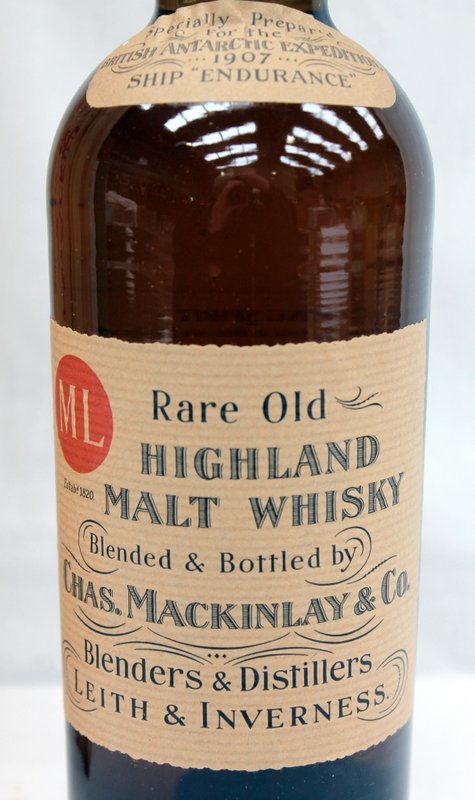 Specially Prepar
For the
BRITISH ANTARCTIC EXPEDITION
··· 1907 ···
SHIP "ENDURANCE"
ML
Estabd 1820
Rare Old
HIGHLAND
MALT WHISKY
Blended & Bottled by
CHAS. MACKINLAY & CO.
Blenders & Distillers
LEITH & INVERNESS.